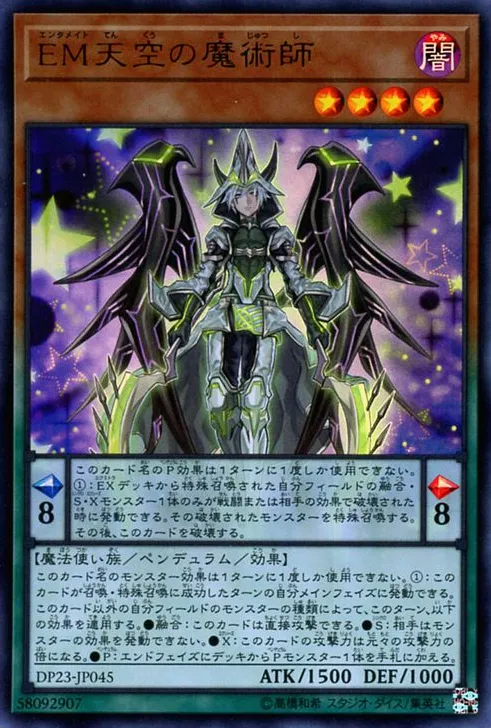 EM天空の魔術師
エンタメイト てんくう まじゅつし
闇
やみ
このカード名のP効果は1ターンに1度しか使用できない。
①:EXデッキから特殊召喚された自分フィールドの融合・
S・Xモンスター1体のみが戦闘または相手の効果で破壊された
時に発動できる。その破壊されたモンスターを特殊召喚する。
その後、このカードを破壊する。
8
8
【魔法使い族/ペンデュラム/効果】
このカード名のモンスター効果は1ターンに1度しか使用できない。①:この
カードが召喚・特殊召喚に成功したターンの自分メインフェイズに発動できる。
このカード以外の自分フィールドのモンスターの種類によって、このターン、以下
の効果を適用する。●融合:このカードは直接攻撃できる。●S:相手はモン
スターの効果を発動できない。●X:このカードの攻撃力は元々の攻撃力の
倍になる。●P:エンドフェイズにデッキからPモンスター1体を手札に加える。
DP23-JP045
ATK/1500 DEF/1000
58092907
©高橋和希 スタジオ・ダイス/集英社